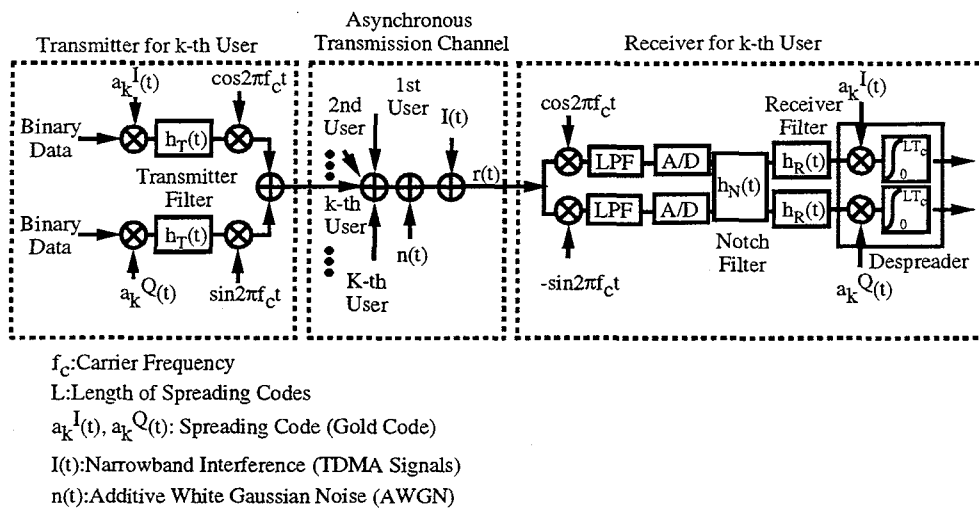 Asynchronous
Transmission Channel
Transmitter for k-th User
Receiver for k-th User
a_k^I(t)
cos2πf_ct
Binary
Data
h_T(t)
Transmitter
Filter
Binary
Data
h_T(t)
a_k^Q(t)
sin2πf_ct
1st
User
2nd
User
I(t)
r(t)
k-th
User
n(t)
K-th
User
cos2πf_ct
LPF
A/D
LPF
A/D
-sin2πf_ct
h_N(t)
Notch
Filter
Receiver
Filter
h_R(t)
h_R(t)
a_k^I(t)
∫ LT_c
0
∫ LT_c
0
Despreader
a_k^Q(t)
f_c:Carrier Frequency
L:Length of Spreading Codes
a_k^I(t), a_k^Q(t): Spreading Code (Gold Code)
I(t):Narrowband Interference (TDMA Signals)
n(t):Additive White Gaussian Noise (AWGN)